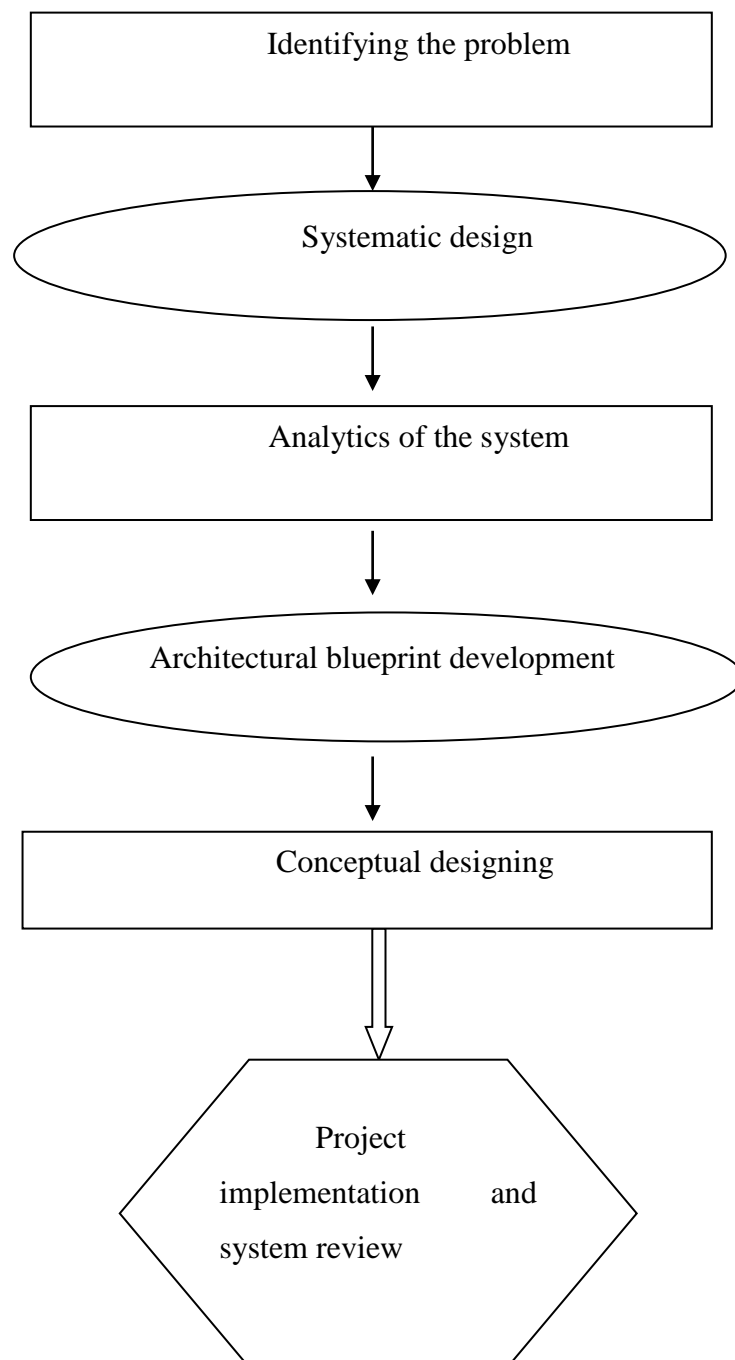 Identifying the problem
Systematic design
Analytics of the system
Architectural blueprint development
Conceptual designing
Project
implementation and
system review